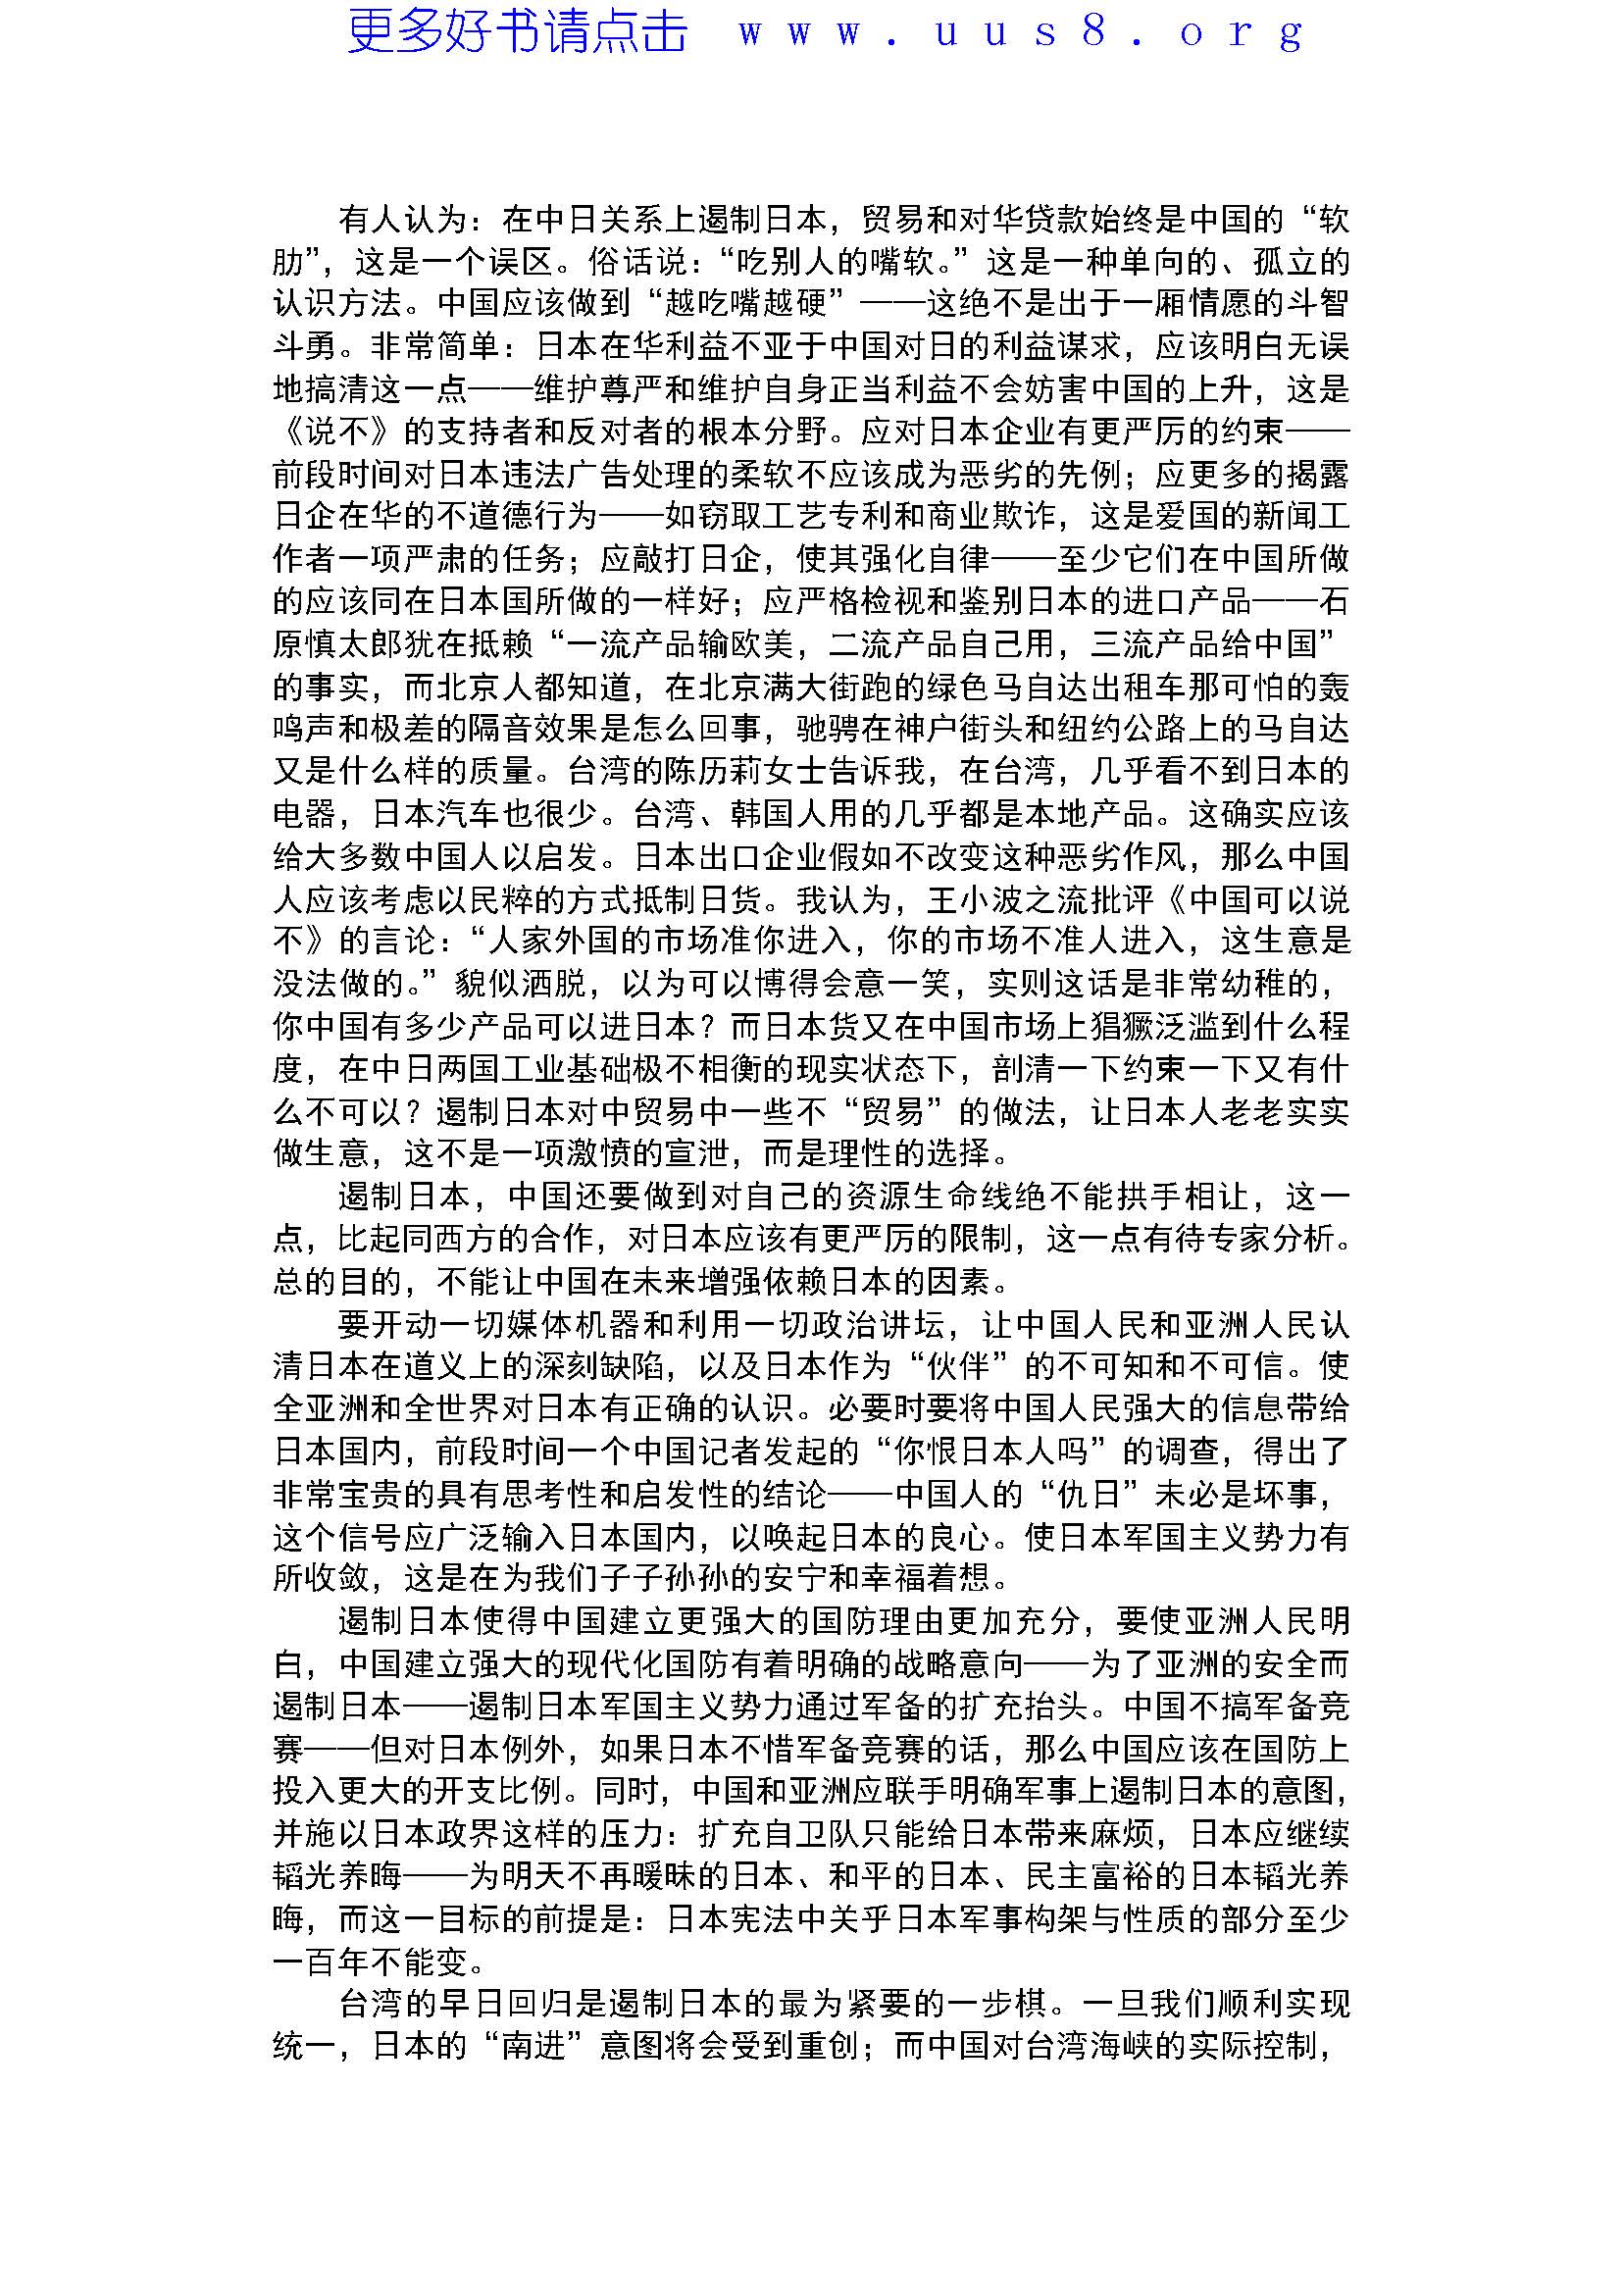 更多好书请点击 www.uus8.org
有人认为：在中日关系上遏制日本，贸易和对华贷款始终是中国的“软
肋”，这是一个误区。俗话说：“吃别人的嘴软。”这是一种单向的、孤立的
认识方法。中国应该做到“越吃嘴越硬”——这绝不是出于一厢情愿的斗智
斗勇。非常简单：日本在华利益不亚于中国对日的利益谋求，应该明白无误
地搞清这一点——维护尊严和维护自身正当利益不会妨害中国的上升，这是
《说不》的支持者和反对者的根本分野。应对日本企业有更严厉的约束——
前段时间对日本违法广告处理的柔软不应该成为恶劣的先例；应更多的揭露
日企在华的不道德行为——如窃取工艺专利和商业欺诈，这是爱国的新闻工
作者一项严肃的任务；应敲打日企，使其强化自律——至少它们在中国所做
的应该同在日本国所做的一样好；应严格检视和鉴别日本的进口产品——石
原慎太郎犹在抵赖“一流产品输欧美，二流产品自己用，三流产品给中国”
的事实，而北京人都知道，在北京满大街跑的绿色马自达出租车那可怕的轰
鸣声和极差的隔音效果是怎么回事，驰骋在神户街头和纽约公路上的马自达
又是什么样的质量。台湾的陈历莉女士告诉我，在台湾，几乎看不到日本的
电器，日本汽车也很少。台湾、韩国人用的几乎都是本地产品。这确实应该
给大多数中国人以启发。日本出口企业假如不改变这种恶劣作风，那么中国
人应该考虑以民粹的方式抵制日货。我认为，王小波之流批评《中国可以说
不》的言论：“人家外国的市场准你进入，你的市场不准人进入，这生意是
没法做的。”貌似洒脱，以为可以博得会意一笑，实则这话是非常幼稚的，
你中国有多少产品可以进日本？而日本货又在中国市场上猖獗泛滥到什么程
度，在中日两国工业基础极不相衡的现实状态下，剖清一下约束一下又有什
么不可以？遏制日本对中贸易中一些不“贸易”的做法，让日本人老老实实
做生意，这不是一项激愤的宣泄，而是理性的选择。
遏制日本，中国还要做到对自己的资源生命线绝不能拱手相让，这一
点，比起同西方的合作，对日本应该有更严厉的限制，这一点有待专家分析。
总的目的，不能让中国在未来增强依赖日本的因素。
要开动一切媒体机器和利用一切政治讲坛，让中国人民和亚洲人民认
清日本在道义上的深刻缺陷，以及日本作为“伙伴”的不可知和不可信。使
全亚洲和全世界对日本有正确的认识。必要时要将中国人民强大的信息带给
日本国内，前段时间一个中国记者发起的“你恨日本人吗”的调查，得出了
非常宝贵的具有思考性和启发性的结论——中国人的“仇日”未必是坏事，
这个信号应广泛输入日本国内，以唤起日本的良心。使日本军国主义势力有
所收敛，这是在为我们子子孙孙的安宁和幸福着想。
遏制日本使得中国建立更强大的国防理由更加充分，要使亚洲人民明
白，中国建立强大的现代化国防有着明确的战略意向——为了亚洲的安全而
遏制日本——遏制日本军国主义势力通过军备的扩充抬头。中国不搞军备竞
赛——但对日本例外，如果日本不惜军备竞赛的话，那么中国应该在国防上
投入更大的开支比例。同时，中国和亚洲应联手明确军事上遏制日本的意图，
并施以日本政界这样的压力：扩充自卫队只能给日本带来麻烦，日本应继续
韬光养晦——为明天不再暧昧的日本、和平的日本、民主富裕的日本韬光养
晦，而这一目标的前提是：日本宪法中关乎日本军事构架与性质的部分至少
一百年不能变。
台湾的早日回归是遏制日本的最为紧要的一步棋。一旦我们顺利实现
统一，日本的“南进”意图将会受到重创；而中国对台湾海峡的实际控制，